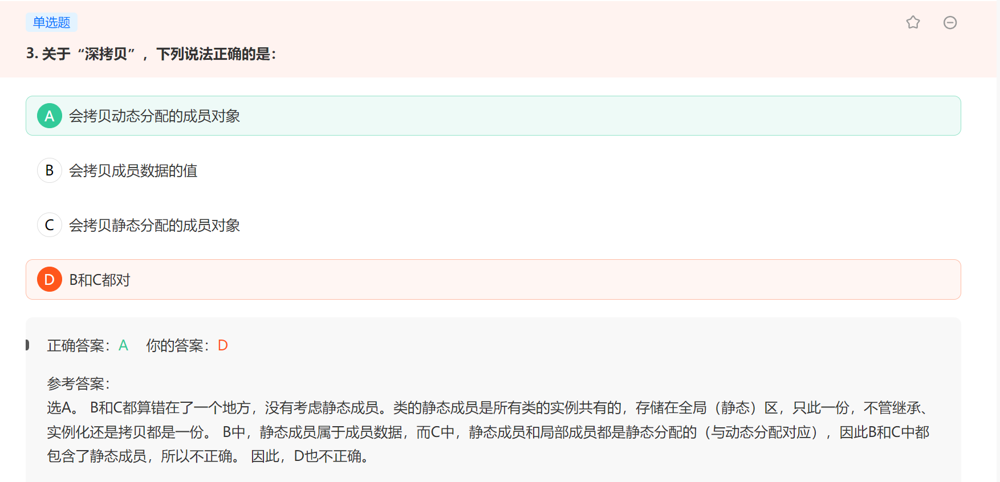 单选题
3. 关于“深拷贝”，下列说法正确的是：
A 会拷贝动态分配的成员对象
B 会拷贝成员数据的值
C 会拷贝静态分配的成员对象
D B和C都对
正确答案：A 你的答案：D
参考答案：
选A。 B和C都算错在了一个地方，没有考虑静态成员。类的静态成员是所有类的实例共有的，存储在全局（静态）区，只此一份，不管继承、
实例化还是拷贝都是一份。 B中，静态成员属于成员数据，而C中，静态成员和局部成员都是静态分配的（与动态分配对应），因此B和C中都
包含了静态成员，所以不正确。 因此，D也不正确。